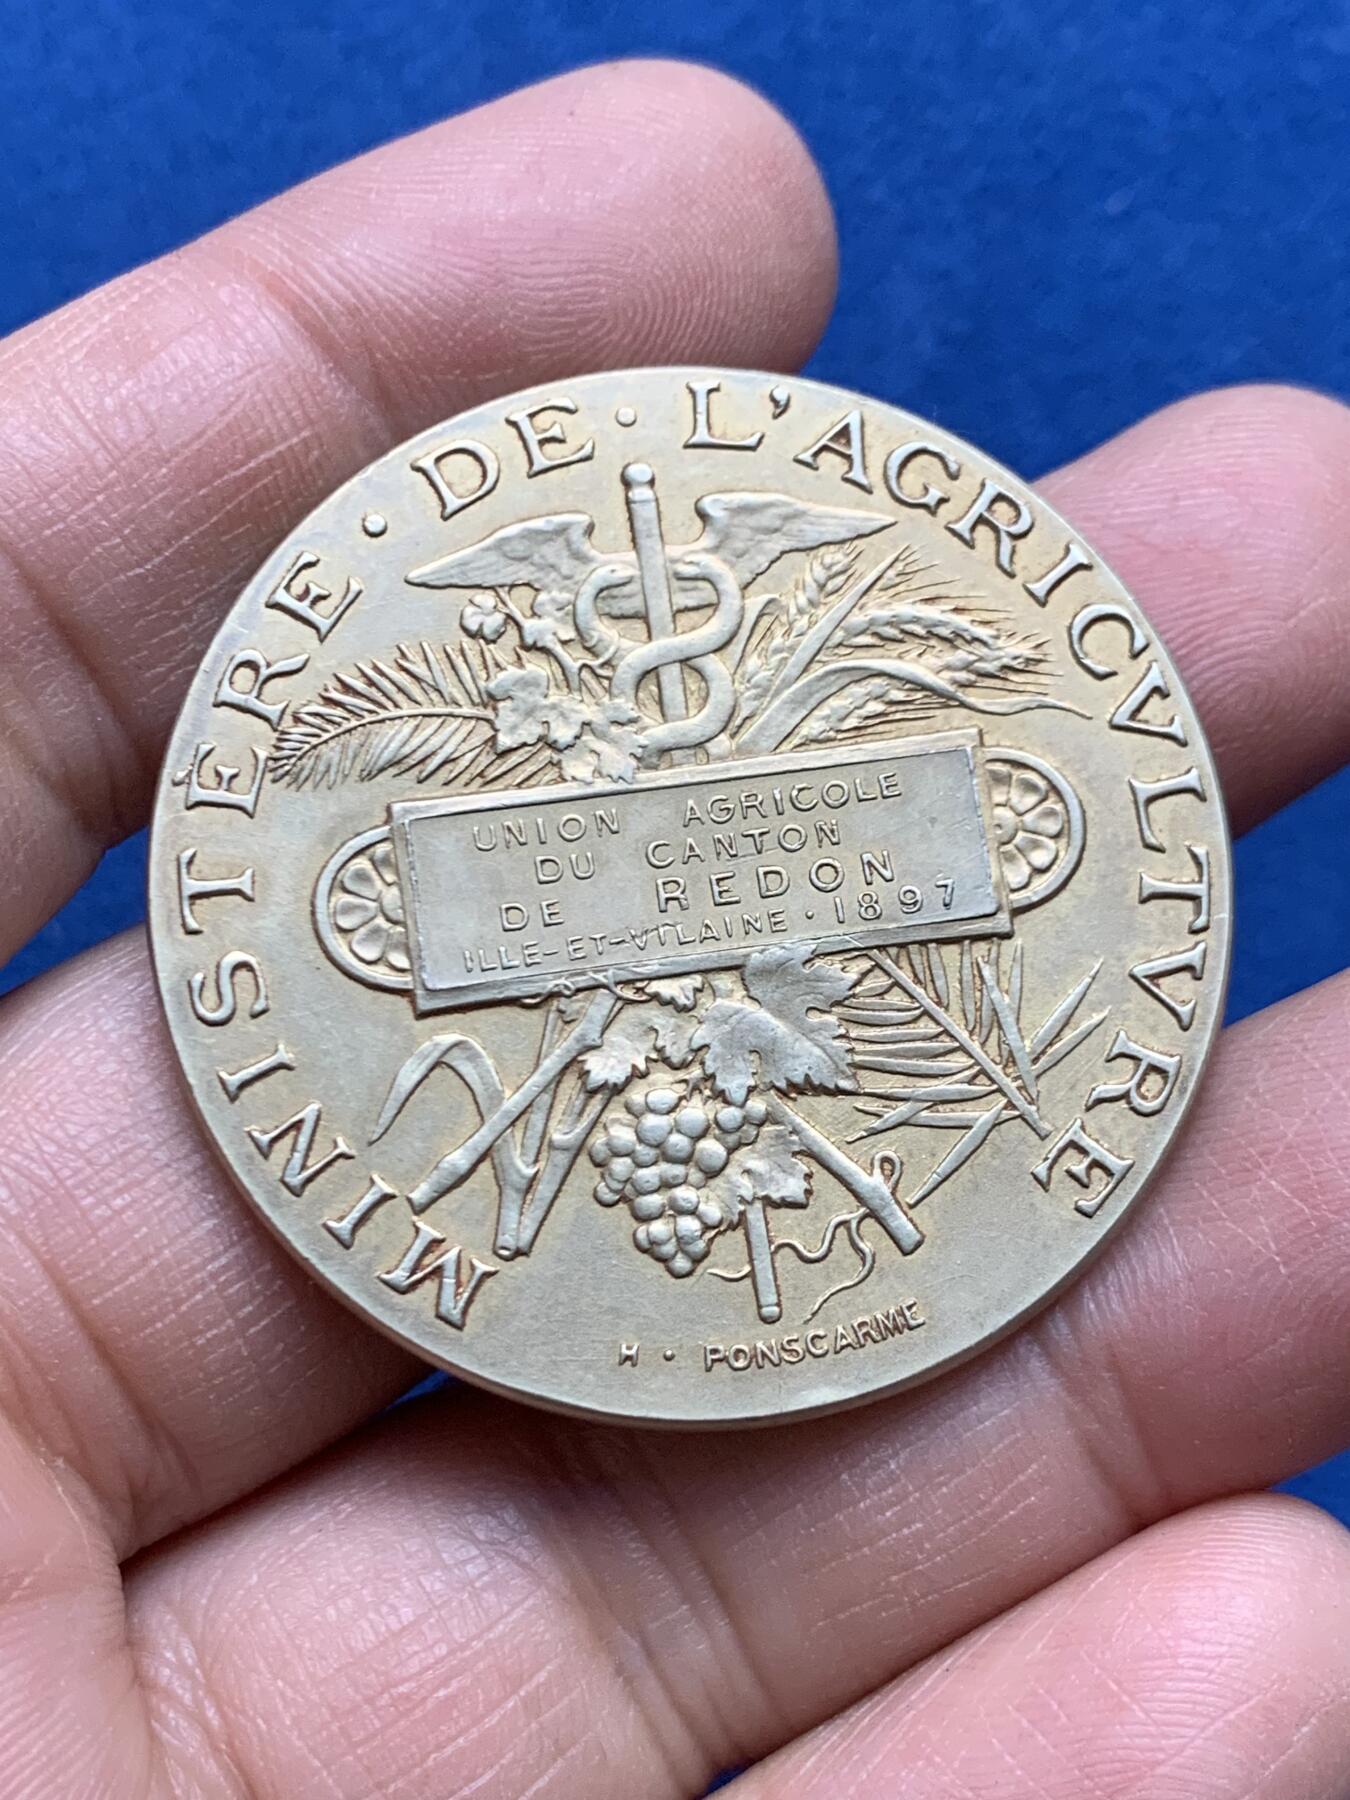 MINISTÈRE · DE · L'AGRICVLTVRE
UNION AGRICOLE
DU CANTON
DE REDON
ILLE-ET-VILAINE · 1897
H · PONSCARME